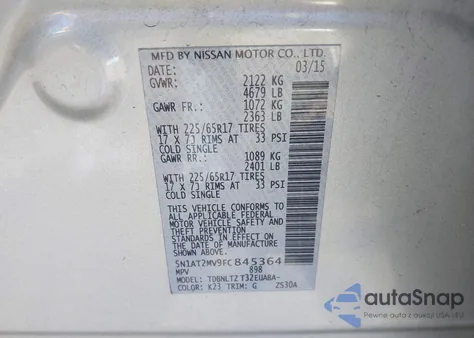 MFD BY NISSAN MOTOR CO., LTD.
DATE: 03/15
GVWR: 2122 KG
4679 LB
GAWR FR.: 1072 KG
2363 LB
WITH 225/65R17 TIRES
17 X 7J RIMS AT 33 PSI
COLD SINGLE
GAWR RR.: 1089 KG
2401 LB
WITH 225/65R17 TIRES
17 X 7J RIMS AT 33 PSI
COLD SINGLE
THIS VEHICLE CONFORMS TO
ALL APPLICABLE FEDERAL
MOTOR VEHICLE SAFETY AND
THEFT PREVENTION
STANDARDS IN EFFECT ON
THE DATE OF MANUFACTURE
SHOWN ABOVE.
5N1AT2MV9FC845364
MPV 898
MODEL: TDBNLTZ T32EUABA-
COLOR: K23 TRIM: G ZS30A
autaSnap
Pewne auta z aukcji USA